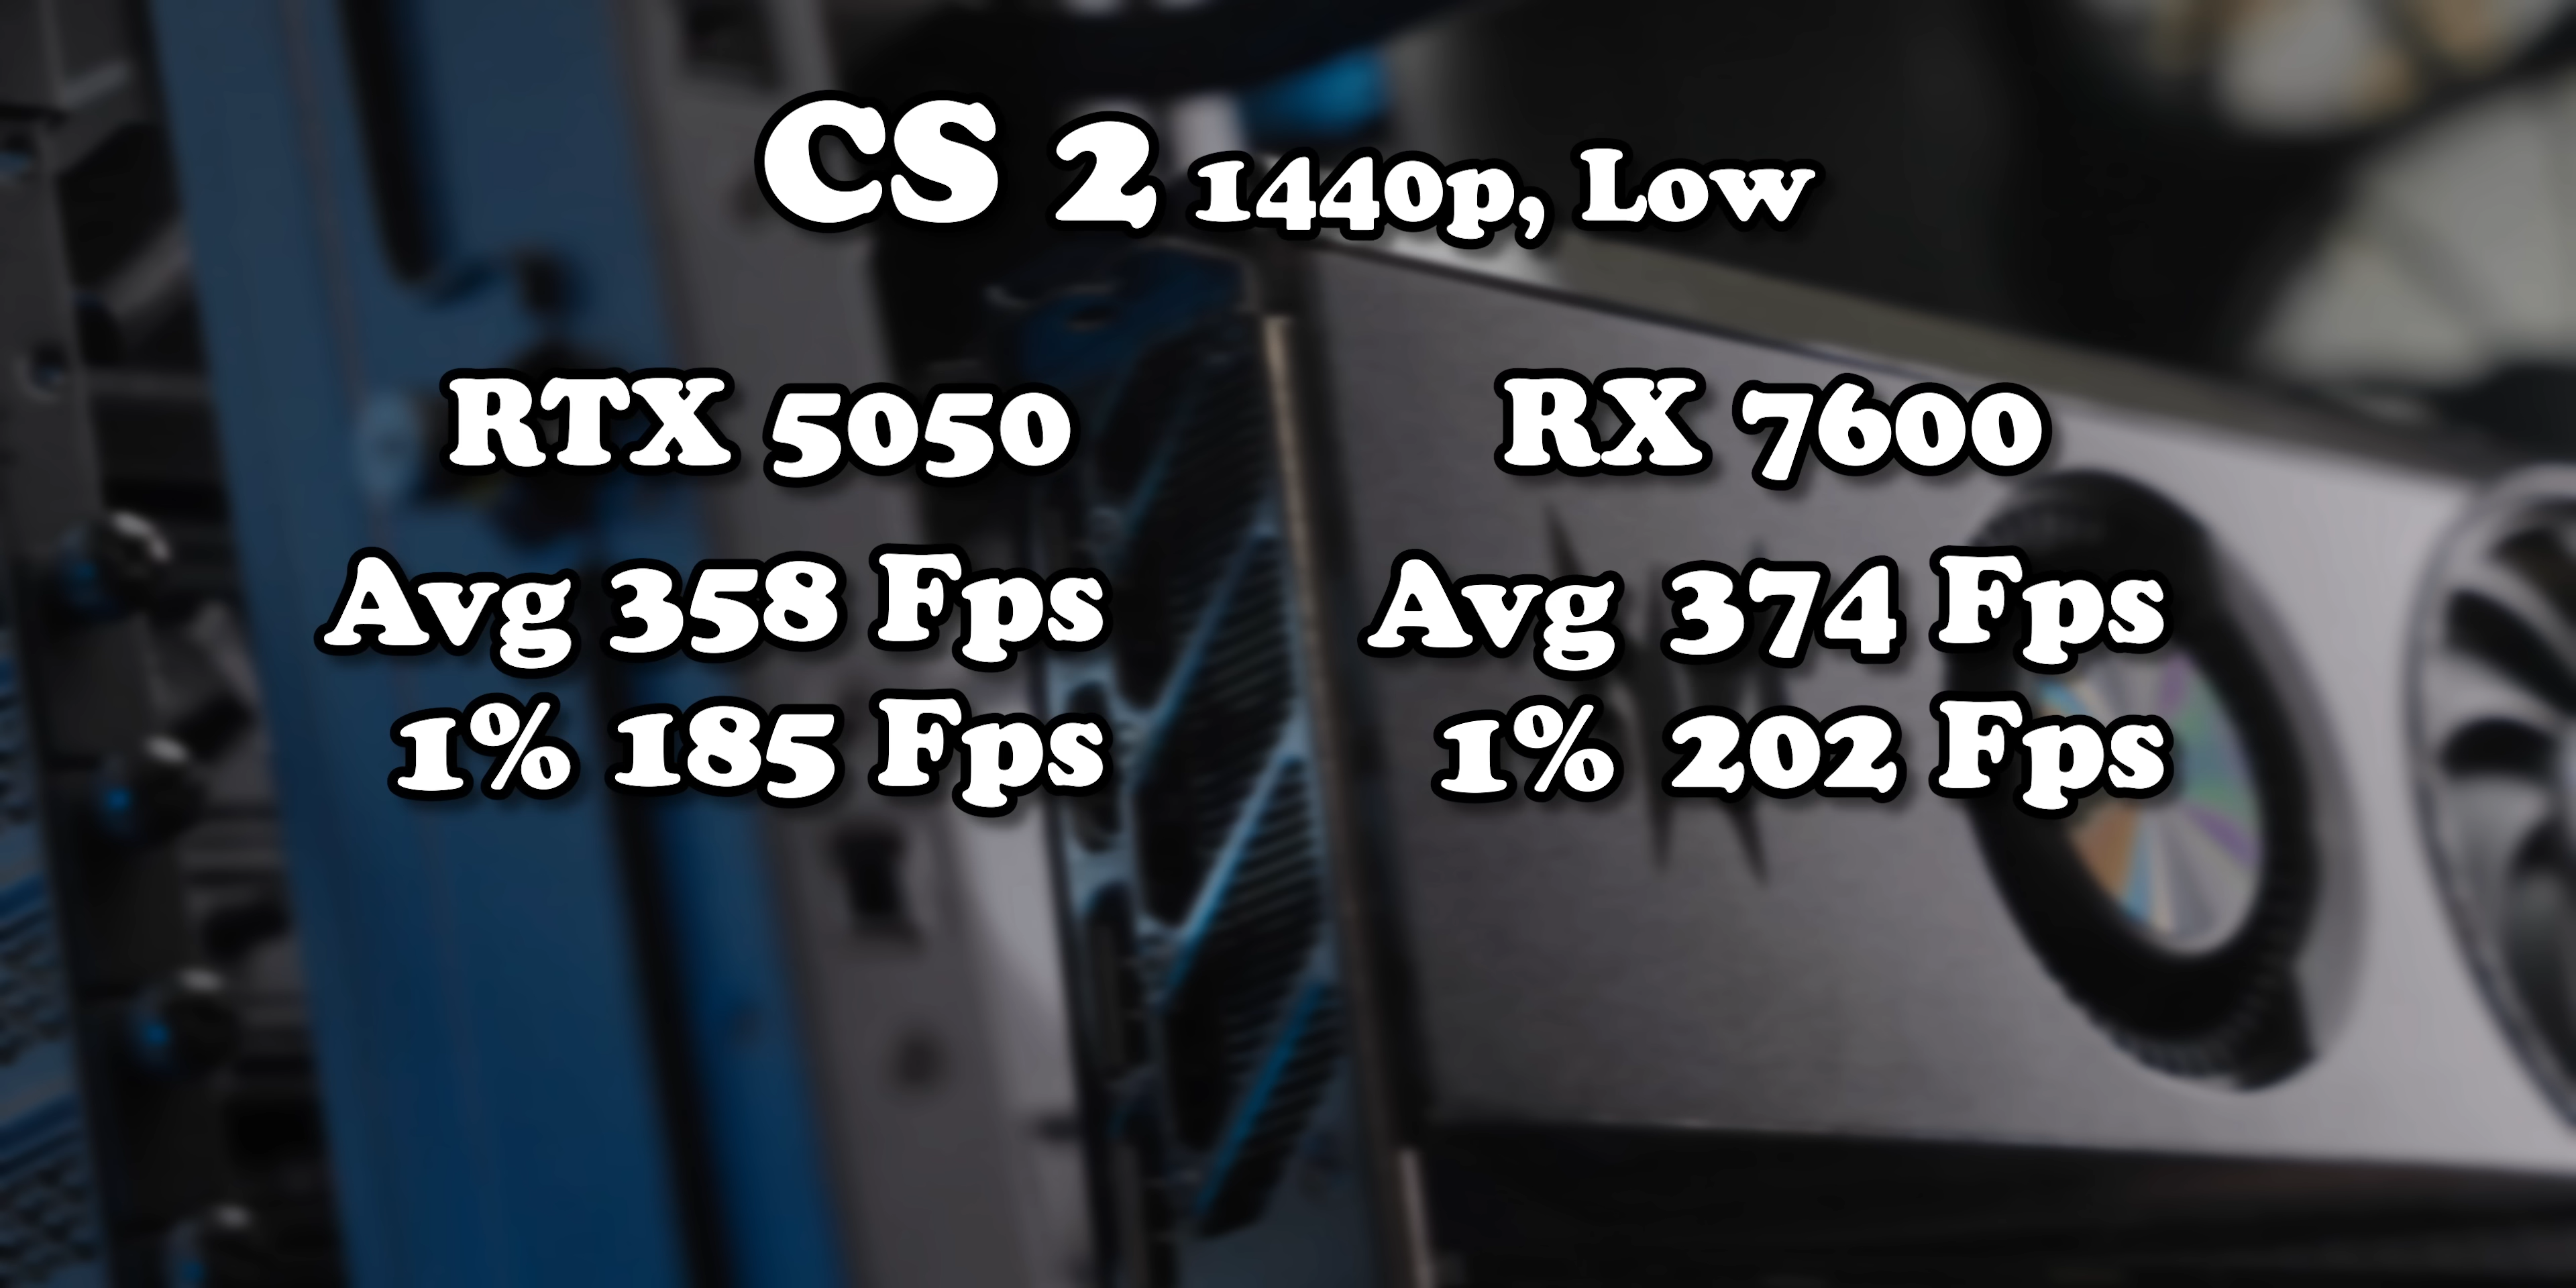 CS 2 1440p, Low
RTX 5050
RX 7600
Avg 358 Fps
Avg 374 Fps
1% 185 Fps
1% 202 Fps